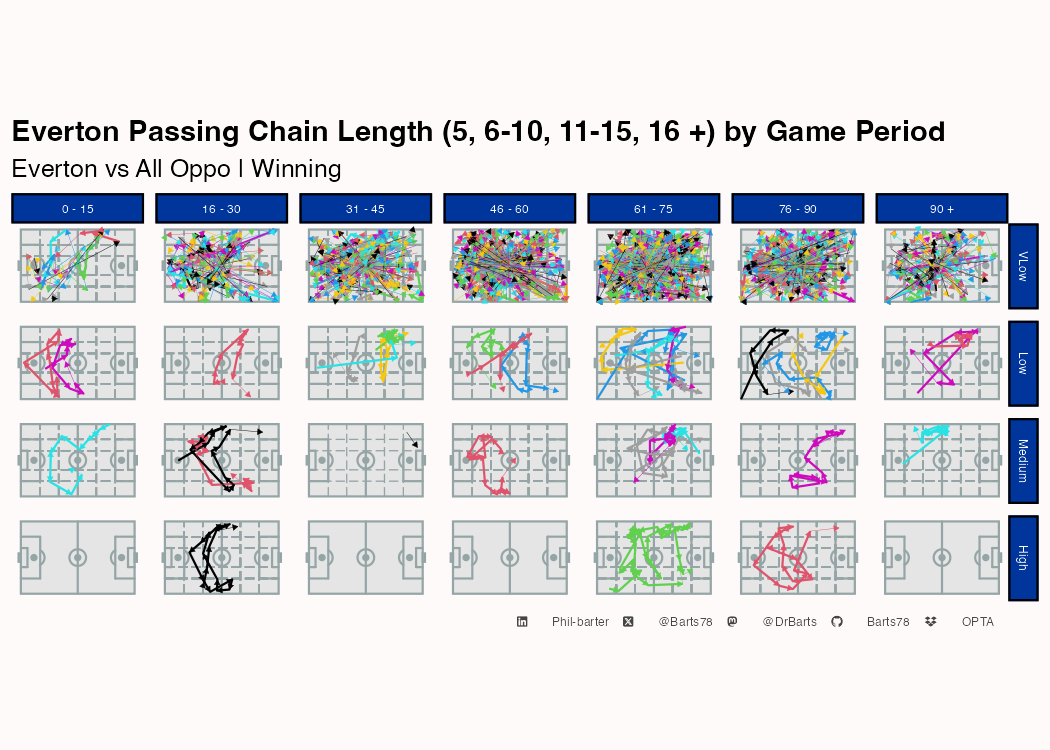 Everton Passing Chain Length (5, 6-10, 11-15, 16 +) by Game Period
Everton vs All Oppo | Winning
0 - 15 16 - 30 31 - 45 46 - 60 61 - 75 76 - 90 90 +
VLow
Low
Medium
High
Phil-barter @Barts78 @DrBarts Barts78 OPTA